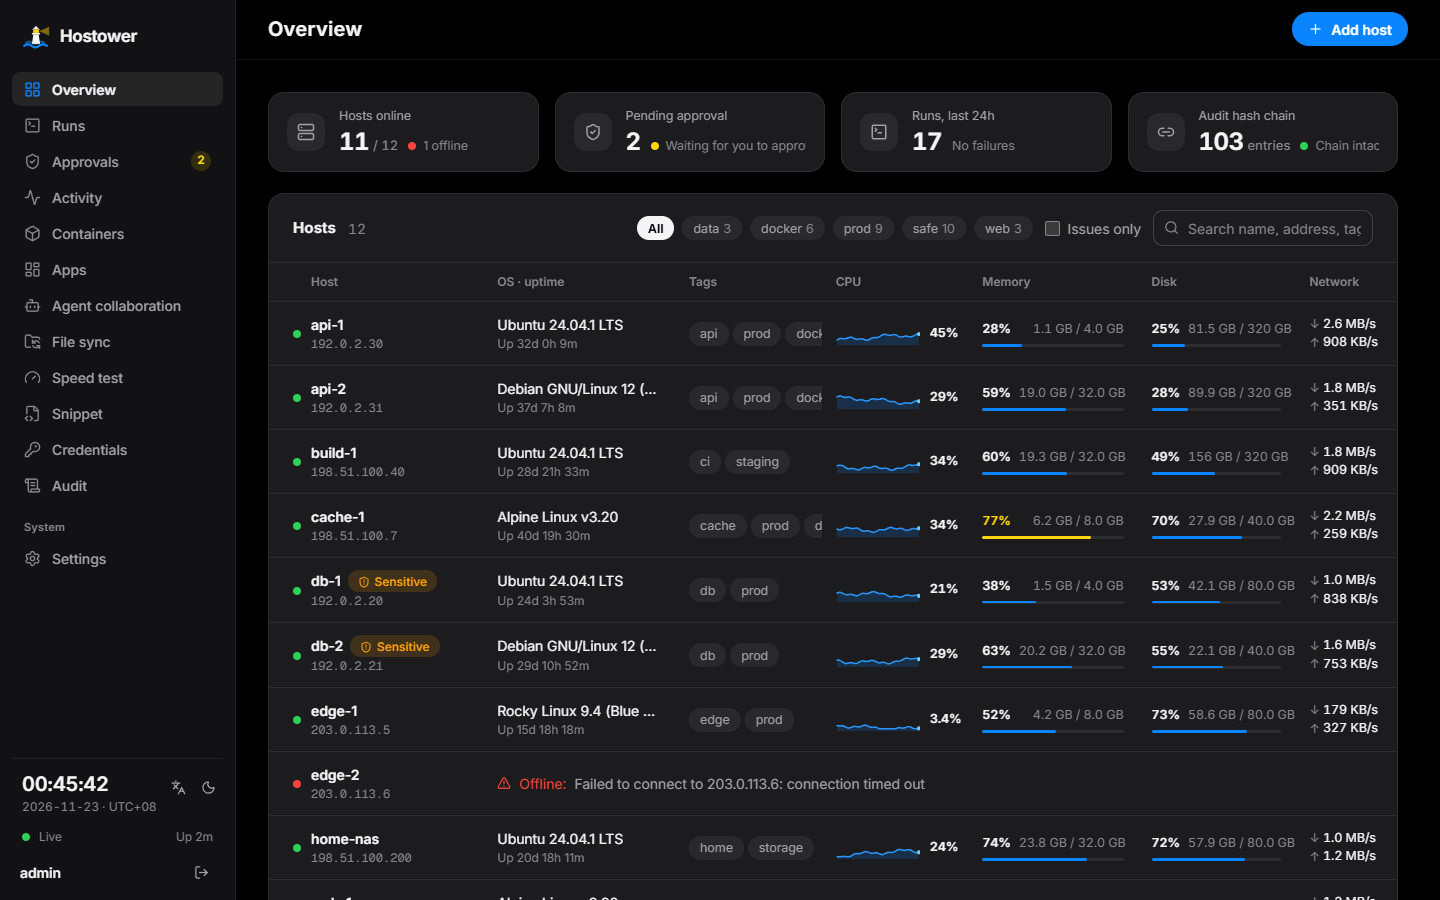 Hostower
Overview
Runs
Approvals 2
Activity
Containers
Apps
Agent collaboration
File sync
Speed test
Snippet
Credentials
Audit
System
Settings
00:45:42
2026-11-23 · UTC+08
Live Up 2m
admin
Overview
+ Add host
Hosts online
11 / 12 1 offline
Pending approval
2 Waiting for you to appro
Runs, last 24h
17 No failures
Audit hash chain
103 entries Chain intac
Hosts 12
All data 3 docker 6 prod 9 safe 10 web 3 Issues only Search name, address, tag
Host OS · uptime Tags CPU Memory Disk Network
api-1 Ubuntu 24.04.1 LTS api prod dock 45% 28% 1.1 GB / 4.0 GB 25% 81.5 GB / 320 GB ↓ 2.6 MB/s
192.0.2.30 Up 32d 0h 9m ↑ 908 KB/s
api-2 Debian GNU/Linux 12 (... api prod dock 29% 59% 19.0 GB / 32.0 GB 28% 89.9 GB / 320 GB ↓ 1.8 MB/s
192.0.2.31 Up 37d 7h 8m ↑ 351 KB/s
build-1 Ubuntu 24.04.1 LTS ci staging 34% 60% 19.3 GB / 32.0 GB 49% 156 GB / 320 GB ↓ 1.8 MB/s
198.51.100.40 Up 28d 21h 33m ↑ 909 KB/s
cache-1 Alpine Linux v3.20 cache prod d 34% 77% 6.2 GB / 8.0 GB 70% 27.9 GB / 40.0 GB ↓ 2.2 MB/s
198.51.100.7 Up 40d 19h 30m ↑ 259 KB/s
db-1 Sensitive Ubuntu 24.04.1 LTS db prod 21% 38% 1.5 GB / 4.0 GB 53% 42.1 GB / 80.0 GB ↓ 1.0 MB/s
192.0.2.20 Up 24d 3h 53m ↑ 838 KB/s
db-2 Sensitive Debian GNU/Linux 12 (... db prod 29% 63% 20.2 GB / 32.0 GB 55% 22.1 GB / 40.0 GB ↓ 1.6 MB/s
192.0.2.21 Up 29d 10h 52m ↑ 753 KB/s
edge-1 Rocky Linux 9.4 (Blue ... edge prod 3.4% 52% 4.2 GB / 8.0 GB 73% 58.6 GB / 80.0 GB ↓ 179 KB/s
203.0.113.5 Up 15d 18h 18m ↑ 327 KB/s
edge-2 Offline: Failed to connect to 203.0.113.6: connection timed out
203.0.113.6
home-nas Ubuntu 24.04.1 LTS home storage 24% 74% 23.8 GB / 32.0 GB 72% 57.9 GB / 80.0 GB ↓ 1.0 MB/s
198.51.100.200 Up 20d 18h 11m ↑ 1.2 MB/s